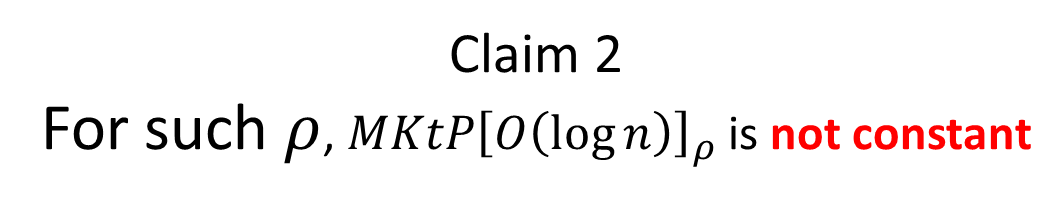 Claim 2
For such ρ, MKtP[O(log n)]ρ is not constant